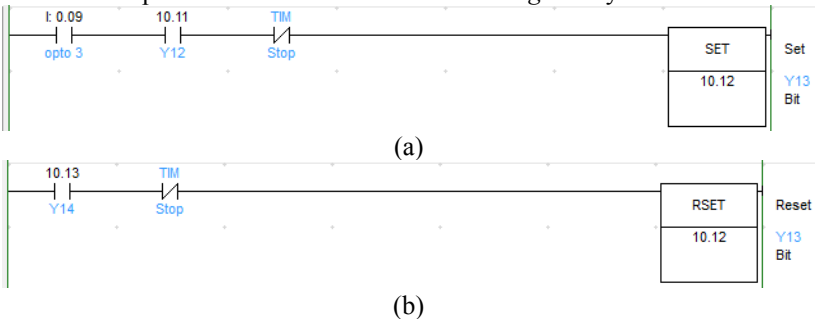 I: 0.09 10.11 TIM
opto 3 Y12 Stop
SET Set
10.12 Y13
Bit
(a)
10.13 TIM
Y14 Stop
RSET Reset
10.12 Y13
Bit
(b)